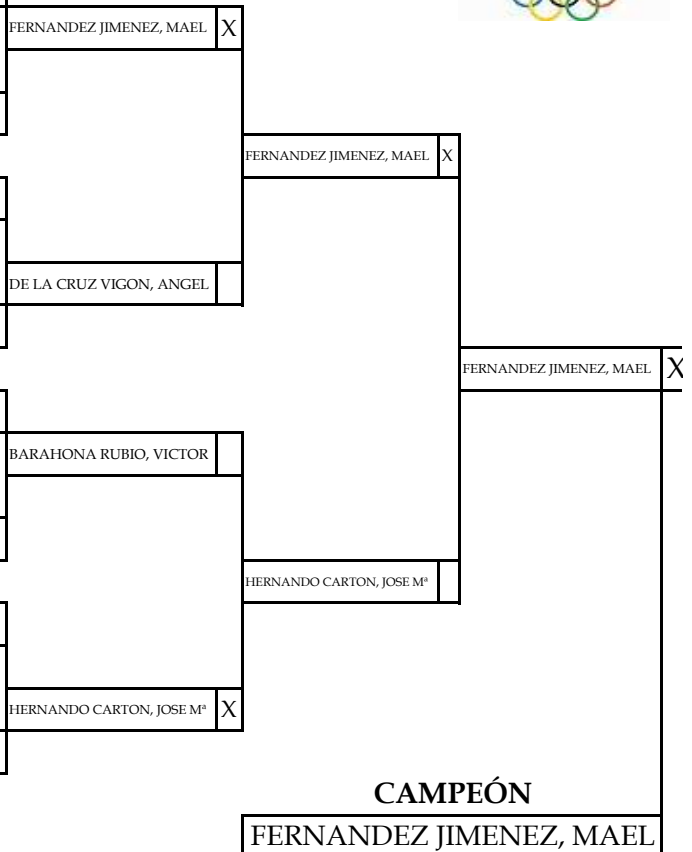 FERNANDEZ JIMENEZ, MAEL X
FERNANDEZ JIMENEZ, MAEL X
DE LA CRUZ VIGON, ANGEL
FERNANDEZ JIMENEZ, MAEL X
BARAHONA RUBIO, VICTOR
HERNANDO CARTON, JOSE Mª
HERNANDO CARTON, JOSE Mª X
CAMPEÓN
FERNANDEZ JIMENEZ, MAEL